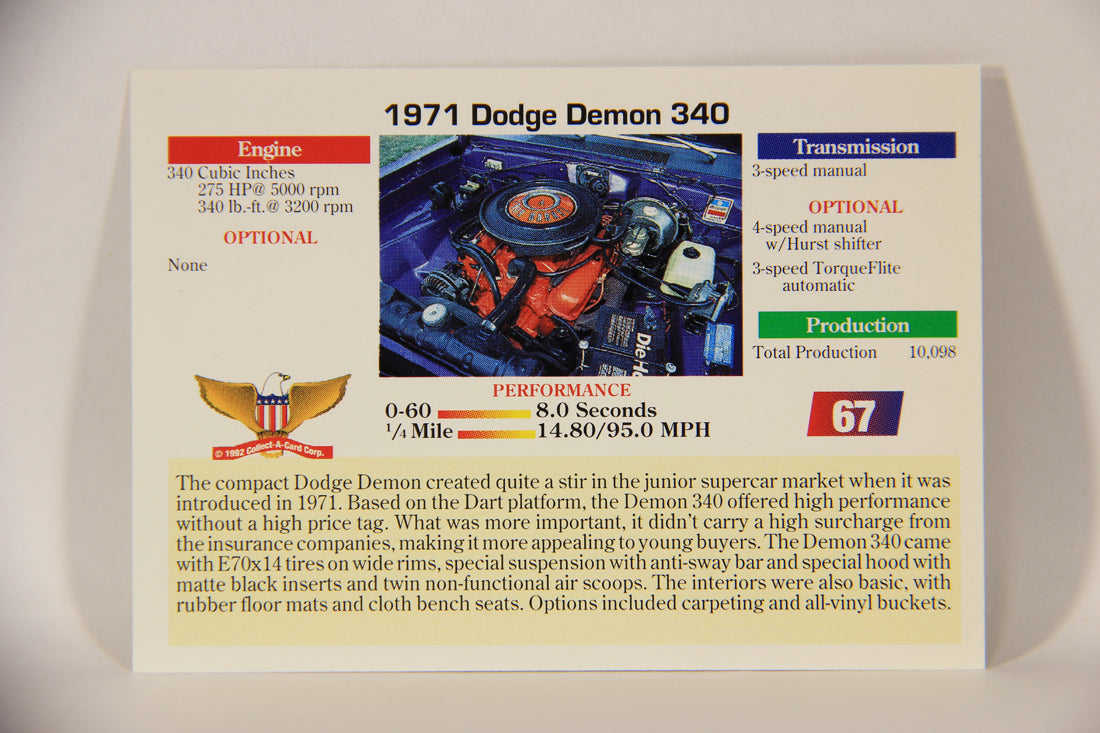 1971 Dodge Demon 340
Engine
340 Cubic Inches
275 HP@ 5000 rpm
340 lb.-ft.@ 3200 rpm
OPTIONAL
None
Die Ha
Transmission
3-speed manual
OPTIONAL
4-speed manual
w/Hurst shifter
3-speed TorqueFlite
automatic
Production
Total Production 10,098
PERFORMANCE
0-60 8.0 Seconds
1/4 Mile 14.80/95.0 MPH
67
© 1992 Collect-A-Card Corp.
The compact Dodge Demon created quite a stir in the junior supercar market when it was
introduced in 1971. Based on the Dart platform, the Demon 340 offered high performance
without a high price tag. What was more important, it didn't carry a high surcharge from
the insurance companies, making it more appealing to young buyers. The Demon 340 came
with E70x14 tires on wide rims, special suspension with anti-sway bar and special hood with
matte black inserts and twin non-functional air scoops. The interiors were also basic, with
rubber floor mats and cloth bench seats. Options included carpeting and all-vinyl buckets.